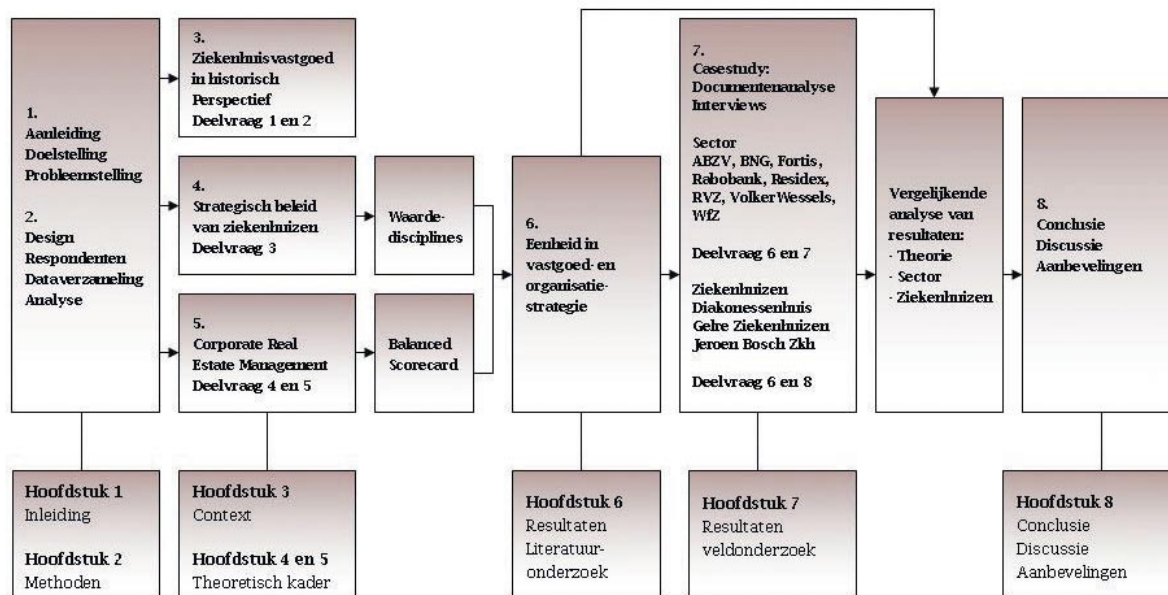 1.
Aanleiding
Doelstelling
Probleemstelling
2.
Design
Respondenten
Dataverzameling
Analyse
3.
Ziekenhuisvastgoed
in historisch
Perspectief
Deelvraag 1 en 2
4.
Strategisch beleid
van ziekenhuizen
Deelvraag 3
5.
Corporate Real
Estate Management
Deelvraag 4 en 5
Waarde-
disciplines
Balanced
Scorecard
6.
Eenheid in
vastgoed- en
organisatie-
strategie
7.
Casestudy:
Documentenanalyse
Interviews
Sector
ABZV, BNG, Fortis,
Rabobank, Residex,
RVZ, VolkerWessels,
WfZ
Deelvraag 6 en 7
Ziekenhuizen
Diakonessenhuis
Gelre Ziekenhuizen
Jeroen Bosch Zkh
Deelvraag 6 en 8
Vergelijkende
analyse van
resultaten:
- Theorie
- Sector
- Ziekenhuizen
8.
Conclusie
Discussie
Aanbevelingen
Hoofdstuk 1
Inleiding
Hoofdstuk 2
Methoden
Hoofdstuk 3
Context
Hoofdstuk 4 en 5
Theoretisch kader
Hoofdstuk 6
Resultaten
Literatuur-
onderzoek
Hoofdstuk 7
Resultaten
veldonderzoek
Hoofdstuk 8
Conclusie
Discussie
Aanbevelingen